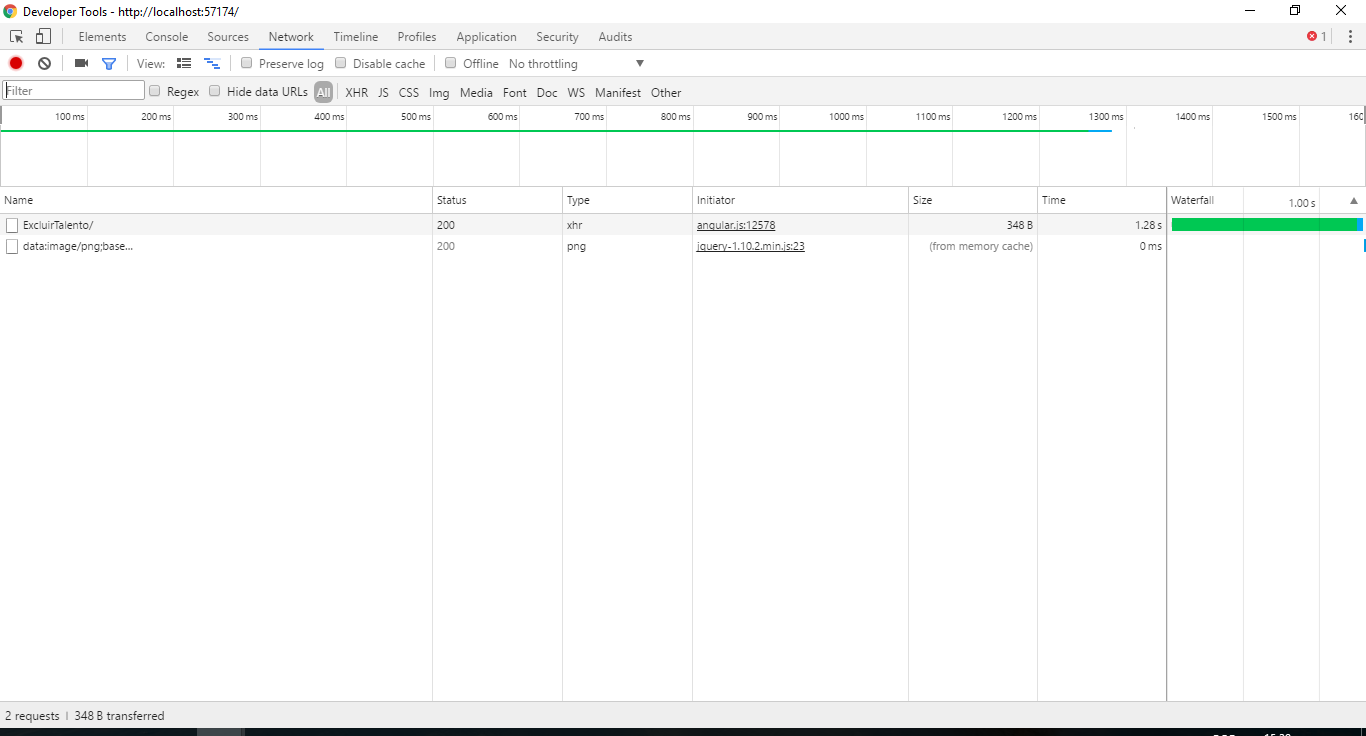 Developer Tools - http://localhost:57174/
Elements Console Sources Network Timeline Profiles Application Security Audits 1
View: Preserve log Disable cache Offline No throttling
Filter Regex Hide data URLs All XHR JS CSS Img Media Font Doc WS Manifest Other
100 ms 200 ms 300 ms 400 ms 500 ms 600 ms 700 ms 800 ms 900 ms 1000 ms 1100 ms 1200 ms 1300 ms 1400 ms 1500 ms
Name Status Type Initiator Size Time Waterfall 1.00 s
ExcluirTalento/ 200 xhr angular.js:12578 348 B 1.28 s
data:image/png;base... 200 png jquery-1.10.2.min.js:23 (from memory cache) 0 ms
2 requests | 348 B transferred